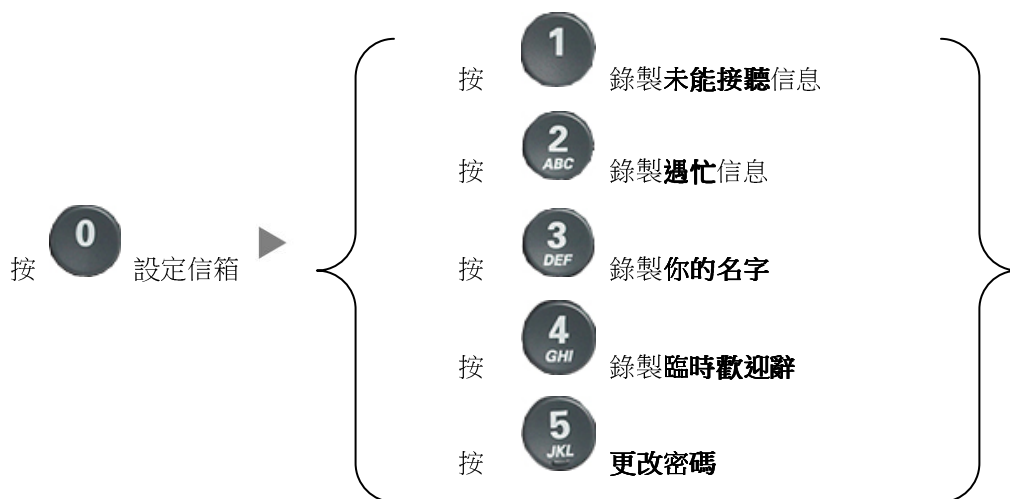 按 1 錄製未能接聽信息
按 2 ABC 錄製遇忙信息
按 0 設定信箱
按 3 DEF 錄製你的名字
按 4 GHI 錄製臨時歡迎辭
按 5 JKL 更改密碼